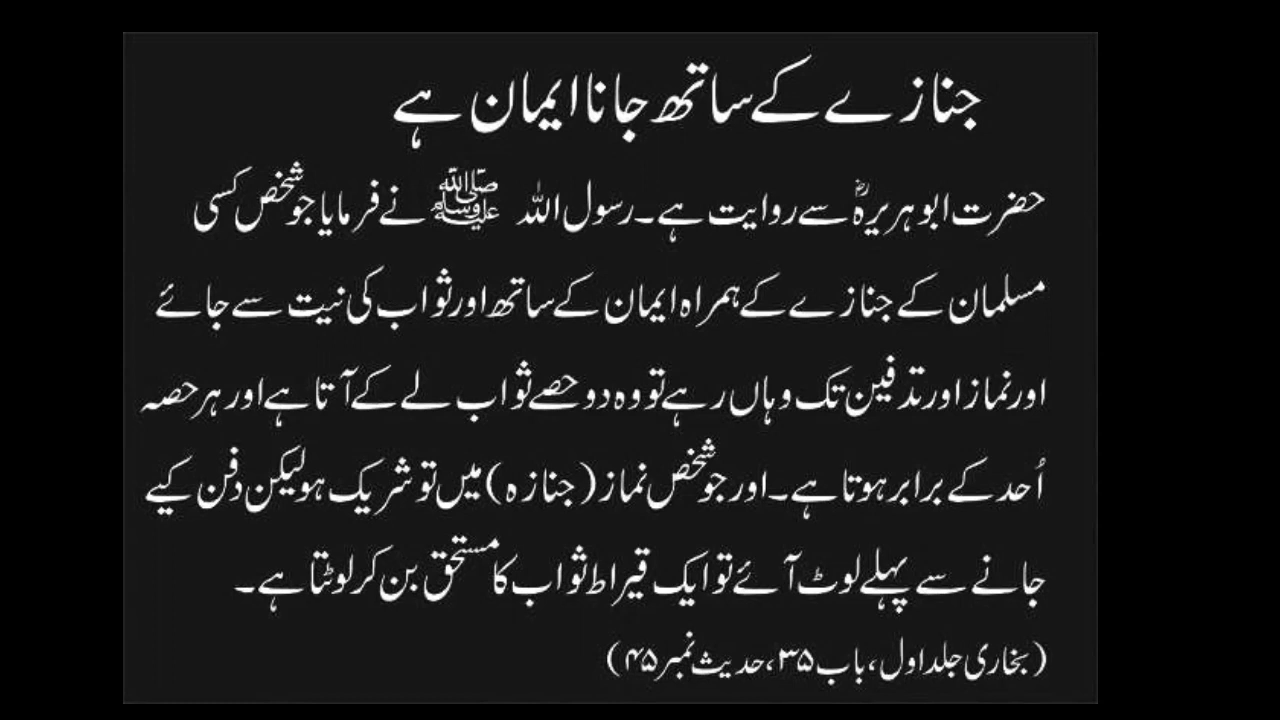 جنازے کے ساتھ جانا ایمان ہے
حضرت ابو ہریرہؓ سے روایت ہے۔ رسول اللہ ﷺ نے فرمایا جو شخص کسی
مسلمان کے جنازے کے ہمراہ ایمان کے ساتھ اور ثواب کی نیت سے جائے
اور نماز اور تدفین تک وہاں رہے تو وہ دو حصے ثواب لے کے آتا ہے اور ہر حصہ
اُحد کے برابر ہوتا ہے۔ اور جو شخص نماز (جنازہ) میں تو شریک ہو لیکن دفن کیے
جانے سے پہلے لوٹ آئے تو ایک قیراط ثواب کا مستحق بن کر لوٹتا ہے۔
(بخاری جلد اول، باب ۳۵، حدیث نمبر ۴۵)